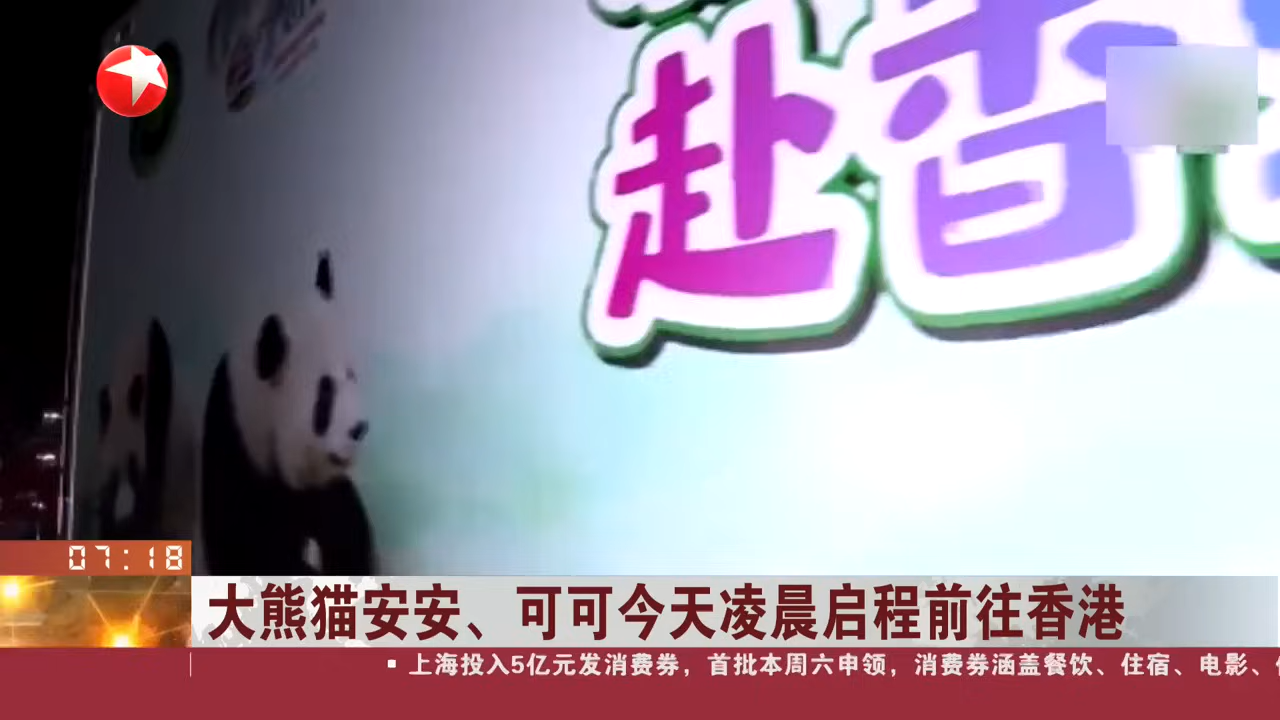 赴香
07:18
大熊猫安安、可可今天凌晨启程前往香港
▪上海投入5亿元发消费券，首批本周六申领，消费券涵盖餐饮、住宿、电影、